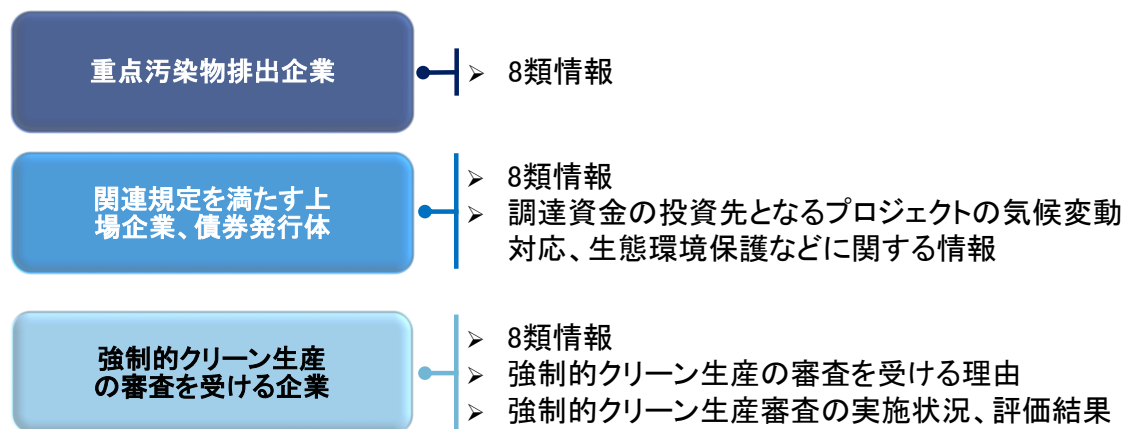 重点汚染物排出企業
➢ 8類情報
関連規定を満たす上
場企業、債券発行体
➢ 8類情報
➢ 調達資金の投資先となるプロジェクトの気候変動
対応、生態環境保護などに関する情報
強制的クリーン生産
の審査を受ける企業
➢ 8類情報
➢ 強制的クリーン生産の審査を受ける理由
➢ 強制的クリーン生産審査の実施状況、評価結果